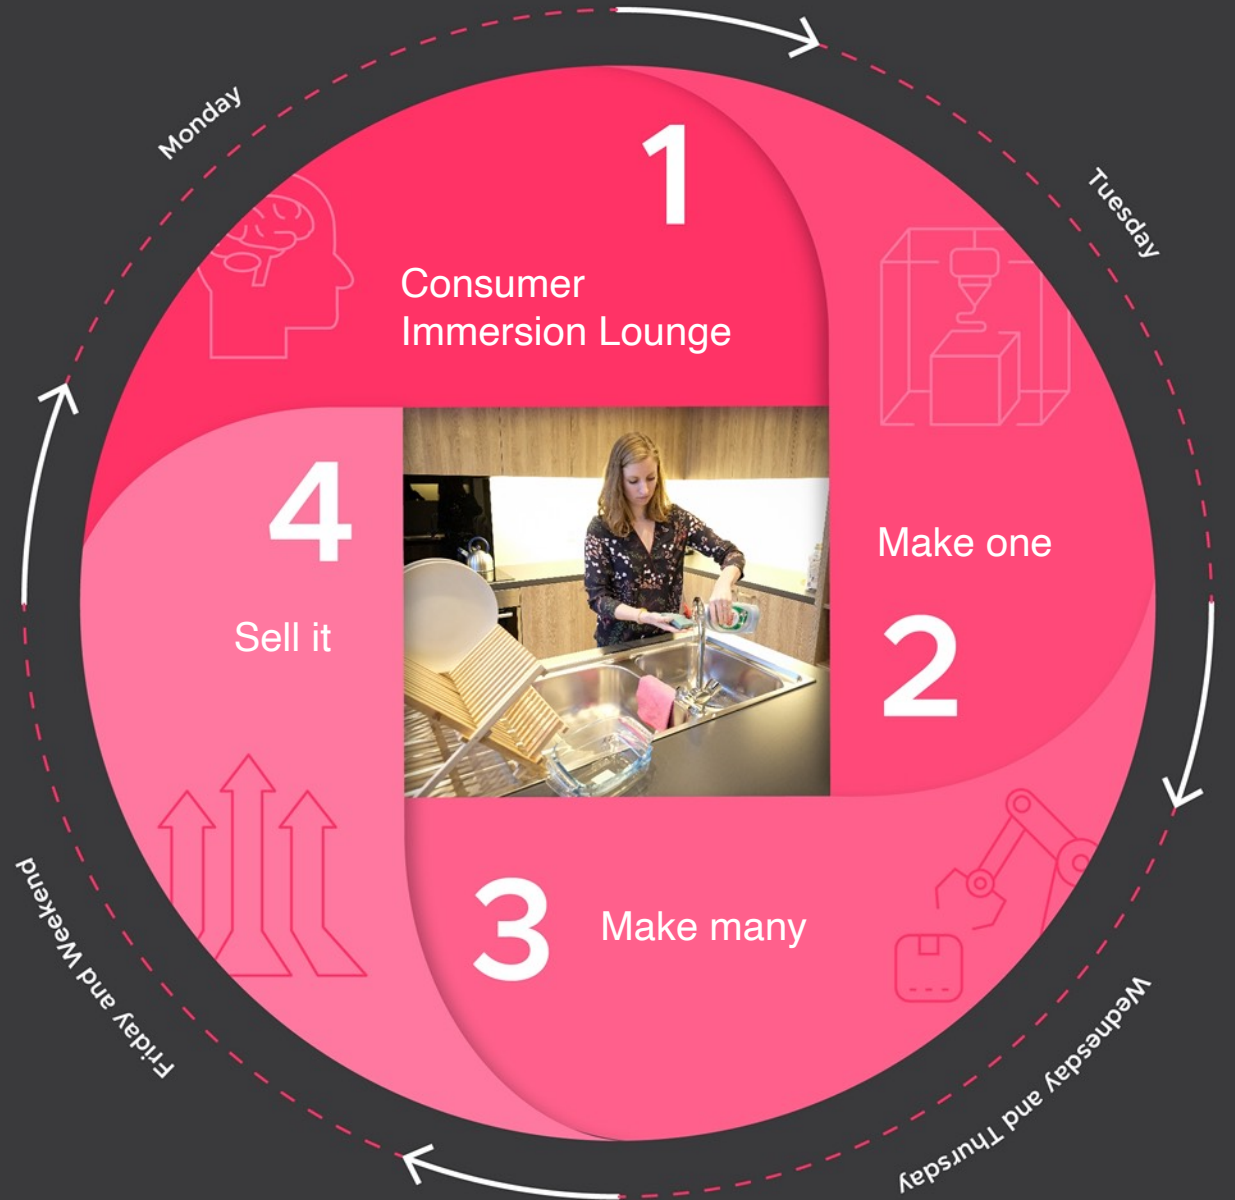 Monday
1
Consumer
Immersion Lounge
Tuesday
Make one
2
Wednesday and Thursday
3
Make many
Friday and Weekend
4
Sell it